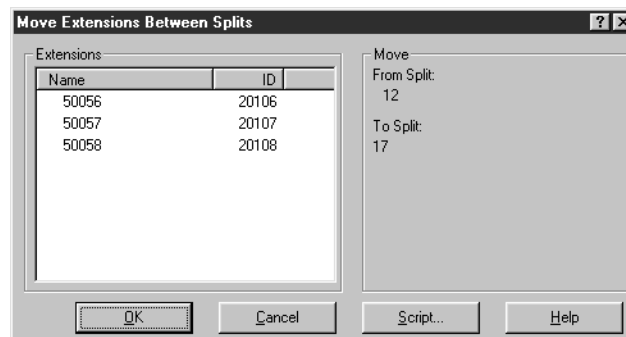 Move Extensions Between Splits
Extensions
Name ID
50056 20106
50057 20107
50058 20108
Move
From Split:
12
To Split:
17
OK Cancel Script... Help